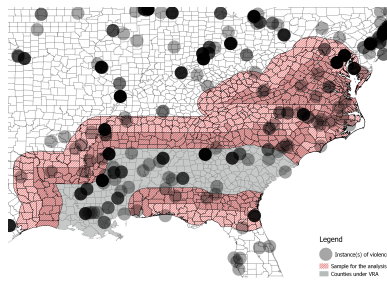 Legend
Instance(s) of violenc
Sample for the analysis
Counties under VRA